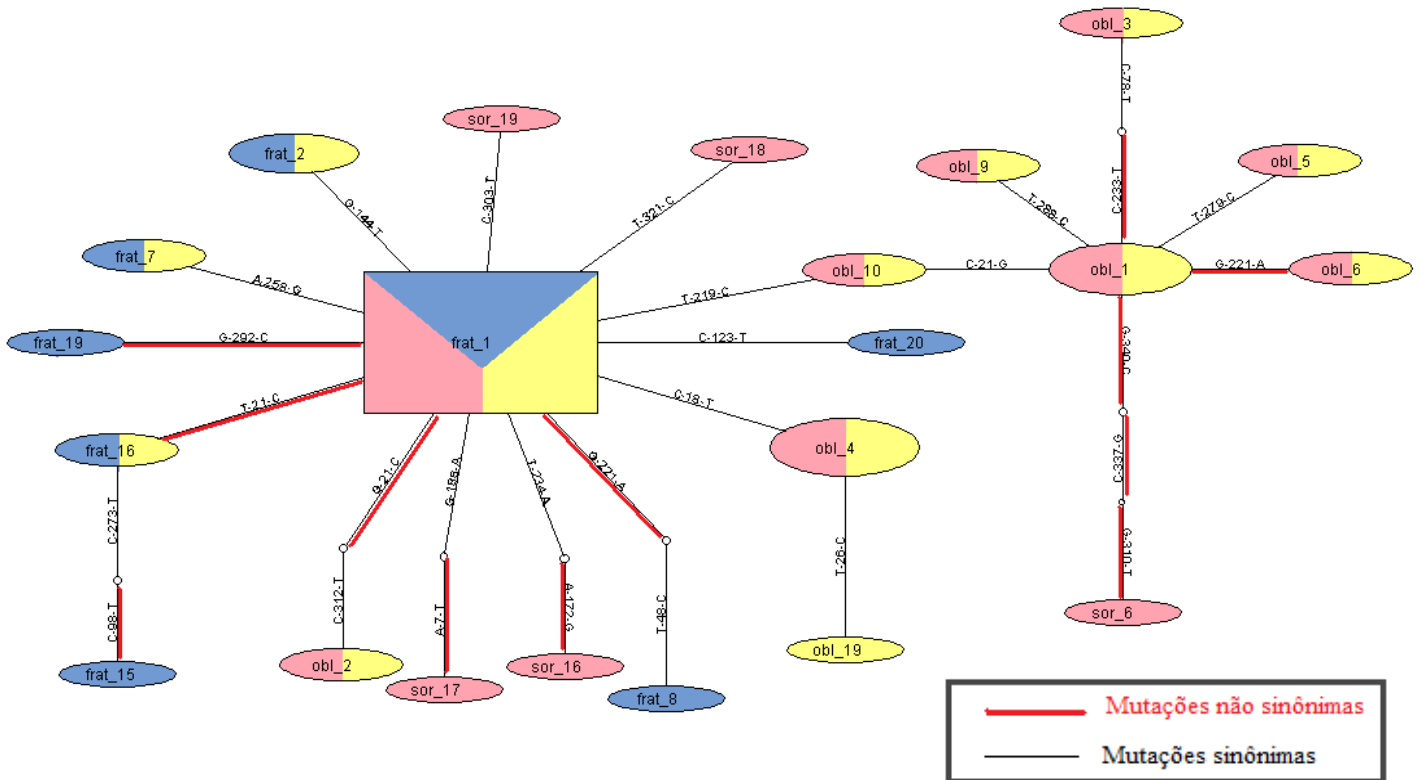 obl_3
C-78-T
sor_19
sor_18
frat_2
obl_9
obl_5
C-233-T
G-144-T
C-303-T
T-321-C
T-288-C
T-279-C
frat_7
A-258-G
obl_10
C-21-G
obl_1
G-221-A
obl_6
T-219-C
frat_19
G-292-C
frat_1
C-123-T
frat_20
G-340-C
T-21-C
C-18-T
frat_16
obl_4
C-337-G
G-21-C
G-186-A
T-234-A
G-221-A
C-273-T
T-26-C
G-310-T
C-98-T
C-312-T
A-7-T
A-172-G
T-48-C
sor_6
frat_15
obl_2
sor_17
sor_16
frat_8
obl_19
Mutações não sinônimas
Mutações sinônimas